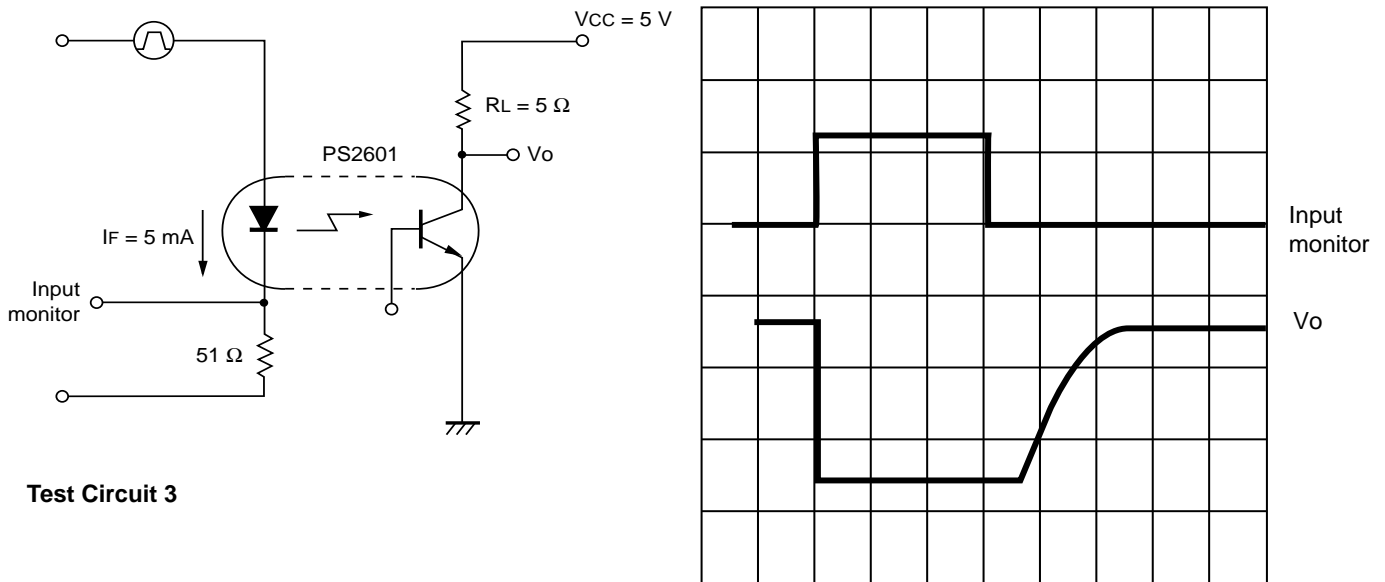 VCC = 5 V
RL = 5 Ω
PS2601
Vo
IF = 5 mA
Input
monitor
51 Ω
Test Circuit 3
Input
monitor
Vo